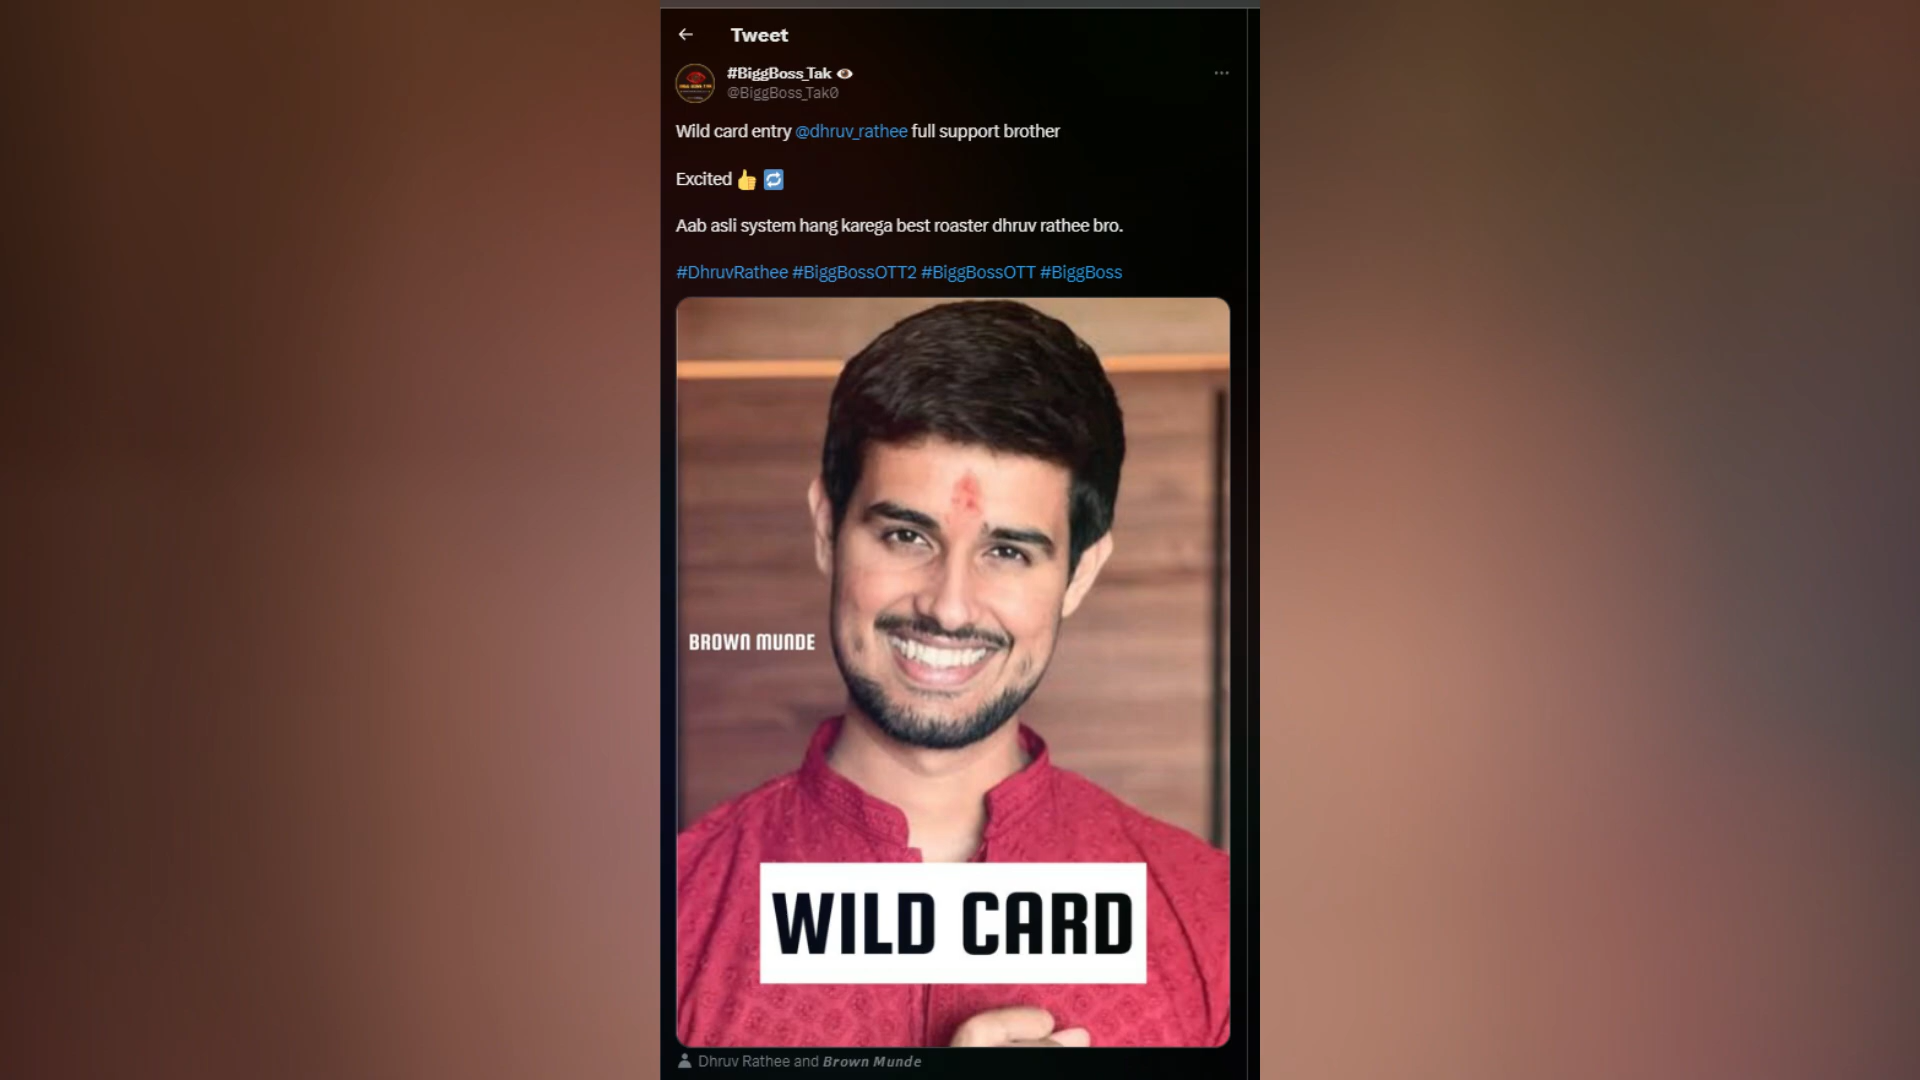 Tweet
#BiggBoss_Tak
@BiggBoss_Tak0
Wild card entry @dhruv_rathee full support brother
Excited
Aab asli system hang karega best roaster dhruv rathee bro.
#DhruvRathee #BiggBossOTT2 #BiggBossOTT #BiggBoss
BROWN MUNDE
WILD CARD
Dhruv Rathee and Brown Munde